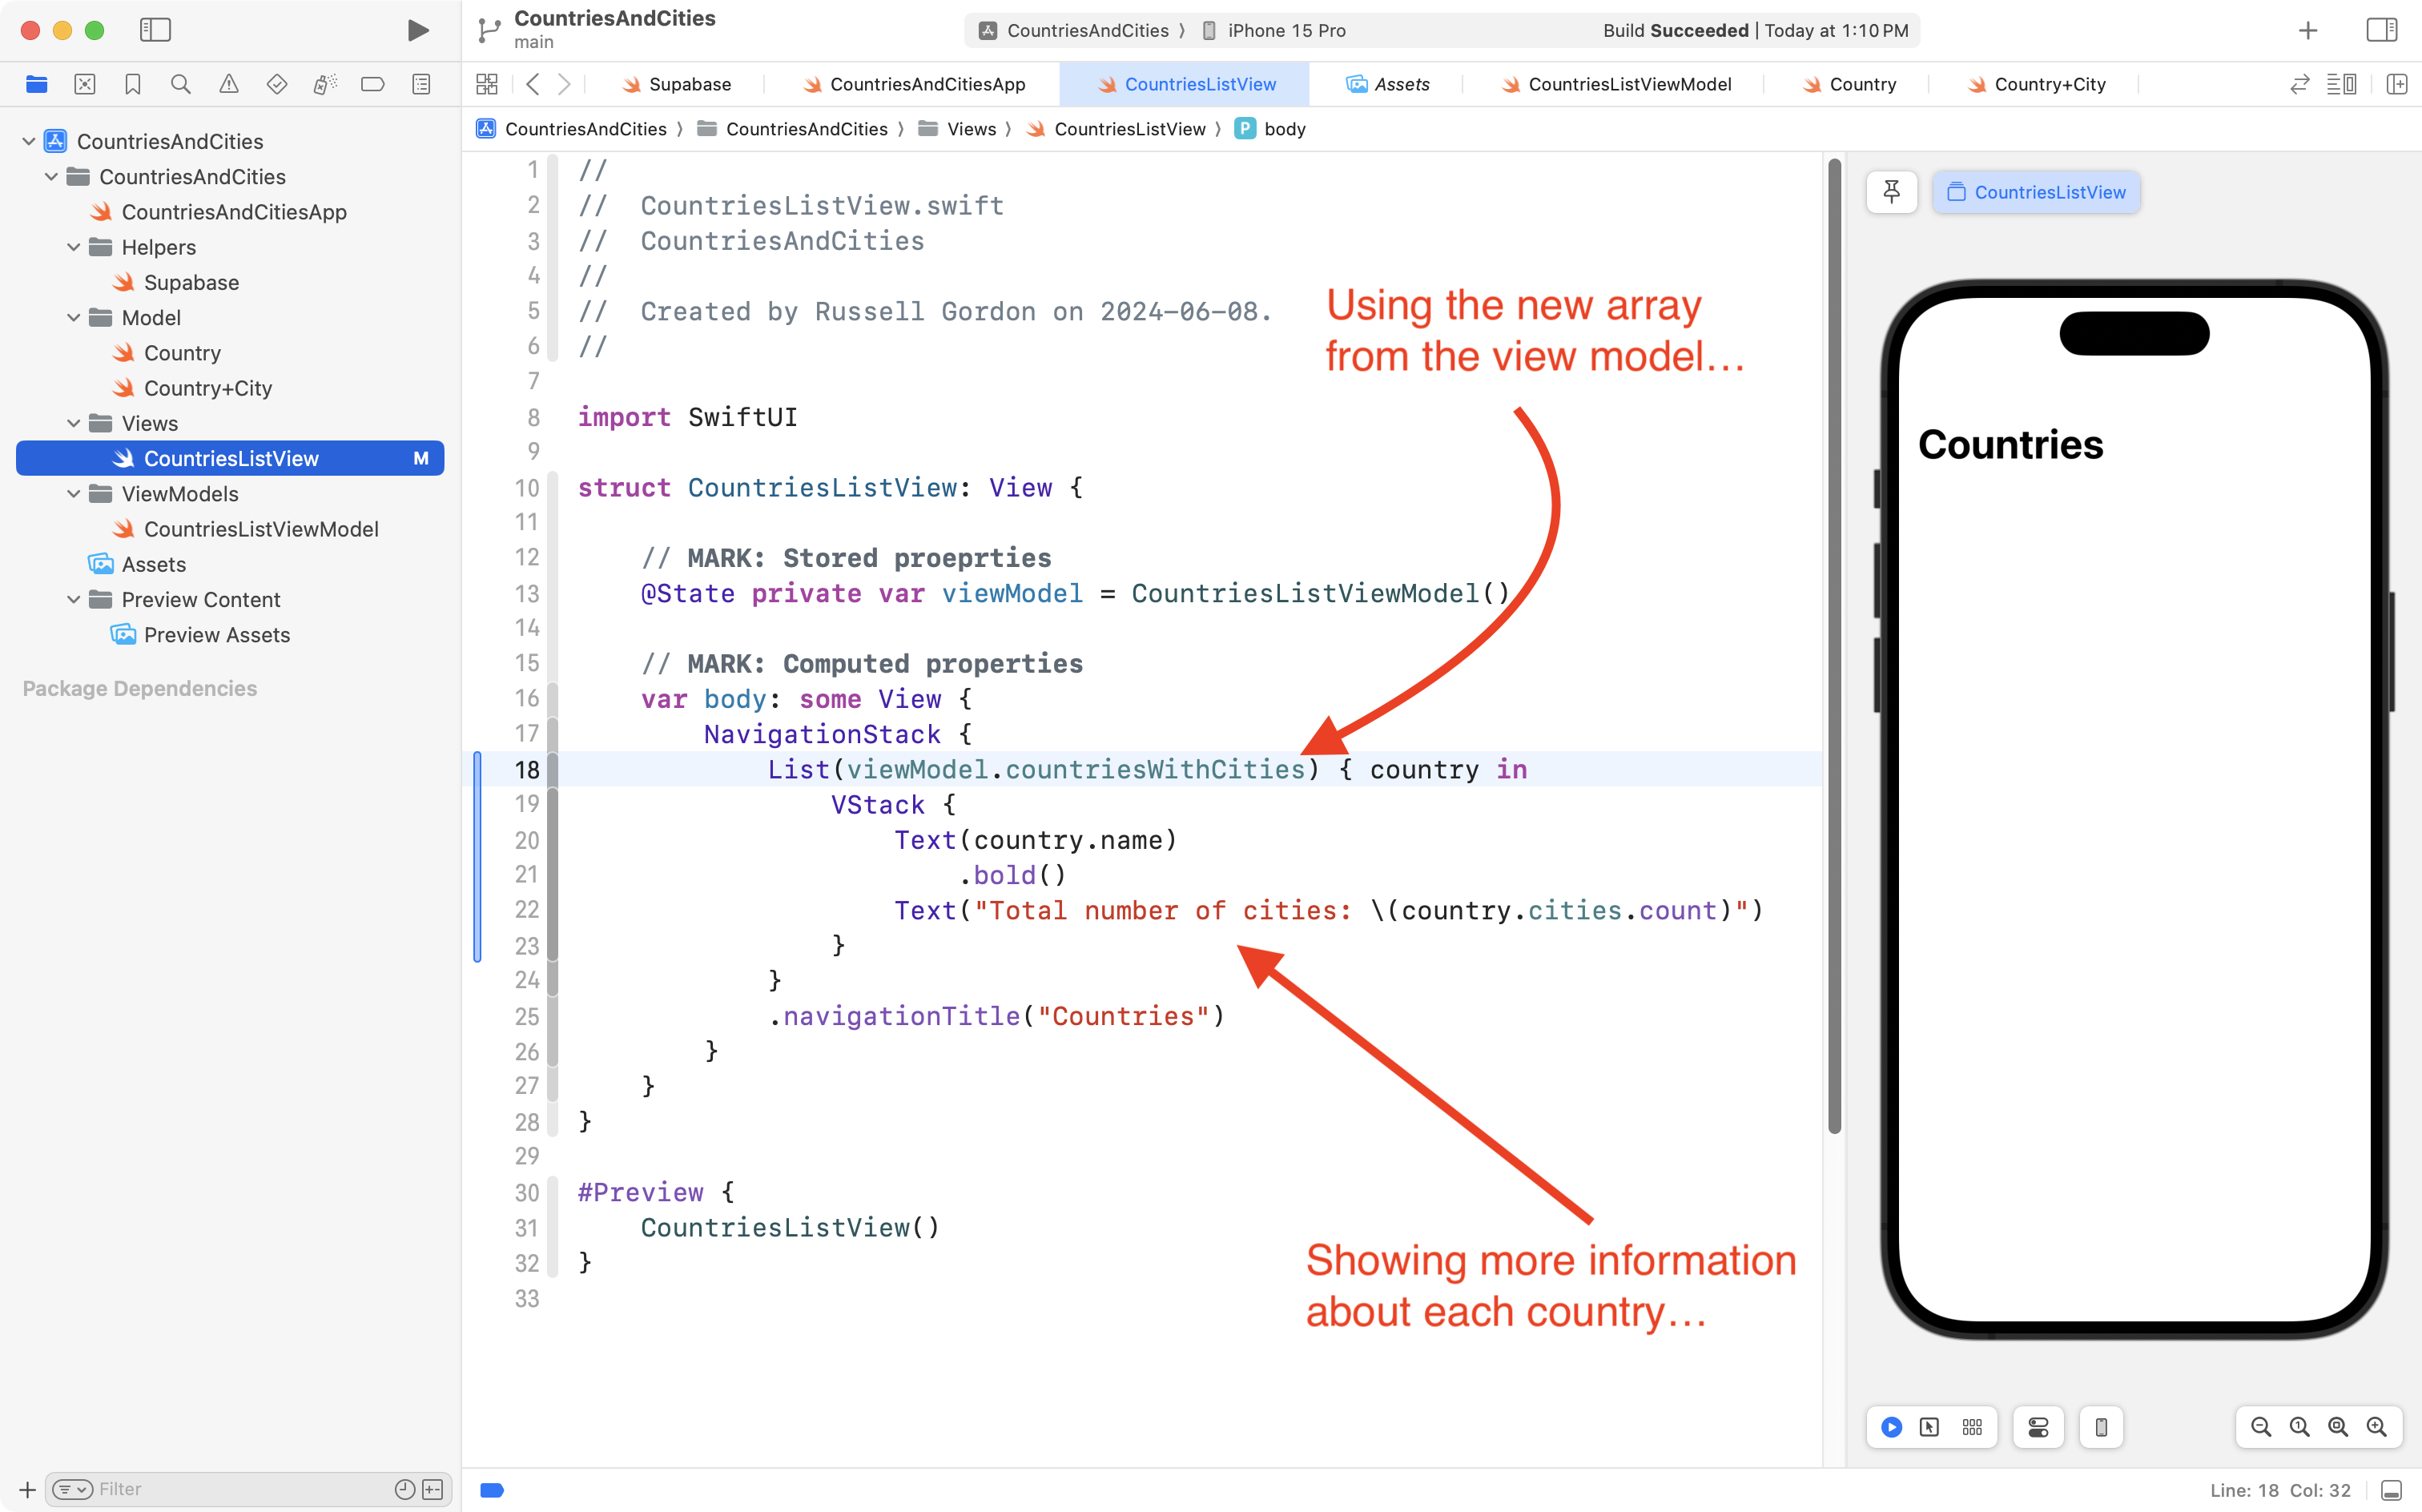 CountriesAndCities
main
CountriesAndCities 〉 iPhone 15 Pro
Build Succeeded | Today at 1:10 PM
Supabase
CountriesAndCitiesApp
CountriesListView
Assets
CountriesListViewModel
Country
Country+City
CountriesAndCities 〉 CountriesAndCities 〉 Views 〉 CountriesListView 〉 P body
CountriesAndCities
CountriesAndCities
CountriesAndCitiesApp
Helpers
Supabase
Model
Country
Country+City
Views
CountriesListView M
ViewModels
CountriesListViewModel
Assets
Preview Content
Preview Assets
Package Dependencies
Filter
1 //
2 //  CountriesListView.swift
3 //  CountriesAndCities
4 //
5 //  Created by Russell Gordon on 2024-06-08.
6 //
7
8 import SwiftUI
9
10 struct CountriesListView: View {
11
12     // MARK: Stored proeprties
13     @State private var viewModel = CountriesListViewModel()
14
15     // MARK: Computed properties
16     var body: some View {
17         NavigationStack {
18             List(viewModel.countriesWithCities) { country in
19                 VStack {
20                     Text(country.name)
21                         .bold()
22                     Text("Total number of cities: \(country.cities.count)")
23                 }
24             }
25             .navigationTitle("Countries")
26         }
27     }
28 }
29
30 #Preview {
31     CountriesListView()
32 }
33
Using the new array
from the view model…
Showing more information
about each country…
CountriesListView
Countries
Line: 18 Col: 32